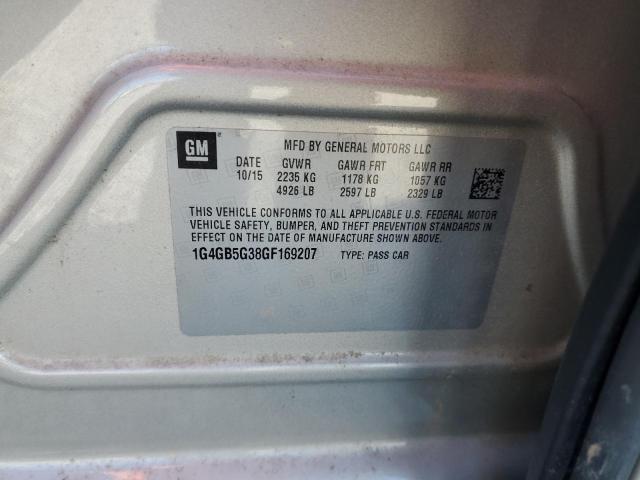 GM MFD BY GENERAL MOTORS LLC
DATE GVWR GAWR FRT GAWR RR
10/15 2235 KG 1178 KG 1057 KG
4926 LB 2597 LB 2329 LB
THIS VEHICLE CONFORMS TO ALL APPLICABLE U.S. FEDERAL MOTOR
VEHICLE SAFETY, BUMPER, AND THEFT PREVENTION STANDARDS IN
EFFECT ON THE DATE OF MANUFACTURE SHOWN ABOVE.
1G4GB5G38GF169207 TYPE: PASS CAR